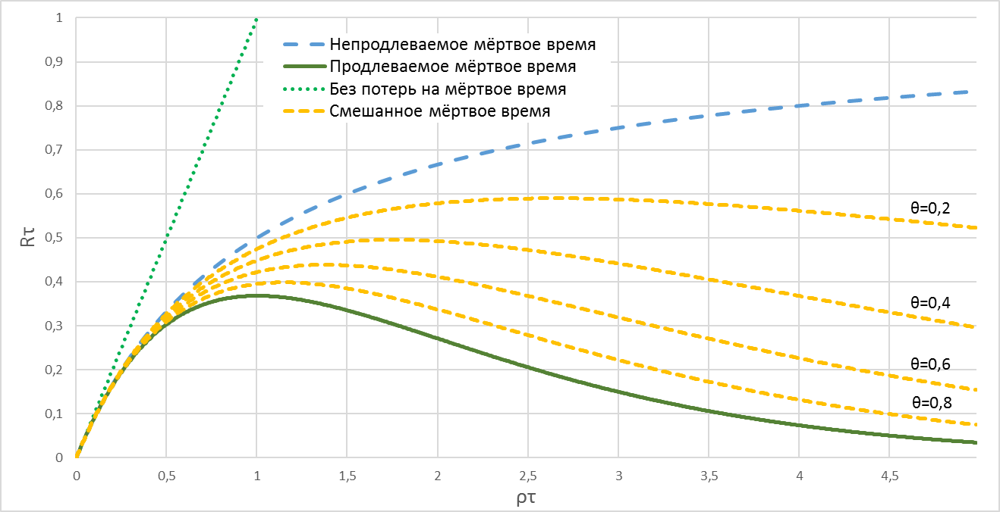 Непродлеваемое мёртвое время
Продлеваемое мёртвое время
Без потерь на мёртвое время
Смешанное мёртвое время
1
0,9
0,8
0,7
0,6
0,5
0,4
0,3
0,2
0,1
0
Rτ
θ=0,2
θ=0,4
θ=0,6
θ=0,8
0 0,5 1 1,5 2 2,5 3 3,5 4 4,5
ρτ